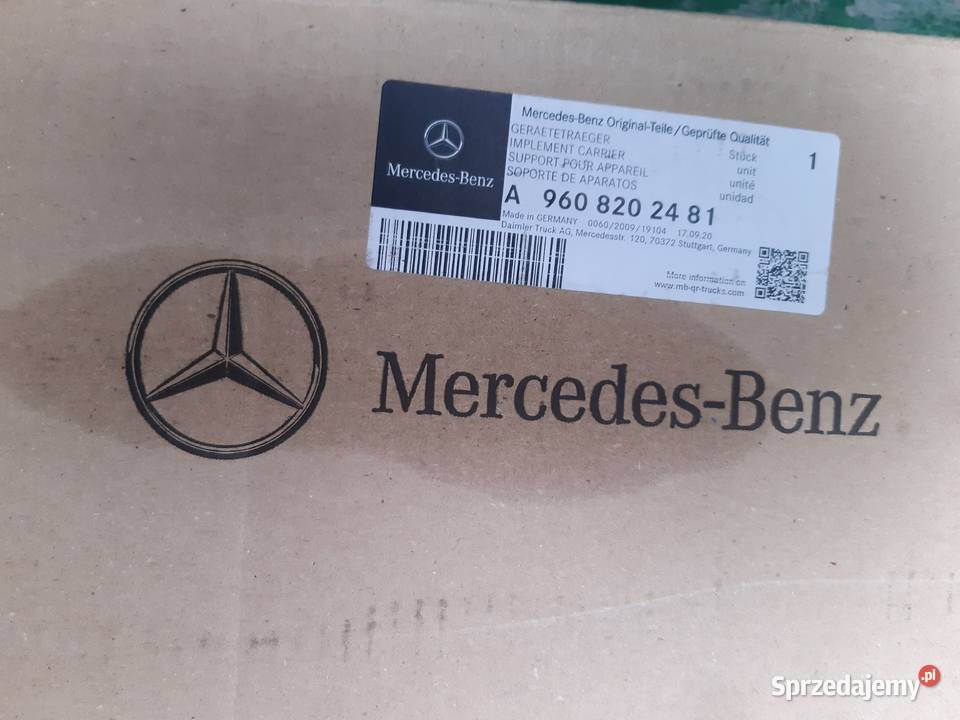 Mercedes-Benz Original-Teile/Geprüfte Qualität
GERAETETRAEGER
IMPLEMENT CARRIER
SUPPORT POUR APPAREIL
SOPORTE DE APARATOS
Stück
unit
unité
unidad
1
Mercedes-Benz
A 960 820 24 81
Made in GERMANY 0060/2009/19104 17.09.20
Daimler Truck AG, Mercedesstr. 120, 70372 Stuttgart, Germany
More information on
www.mb-qr-trucks.com
Mercedes-Benz
Sprzedajemy.pl